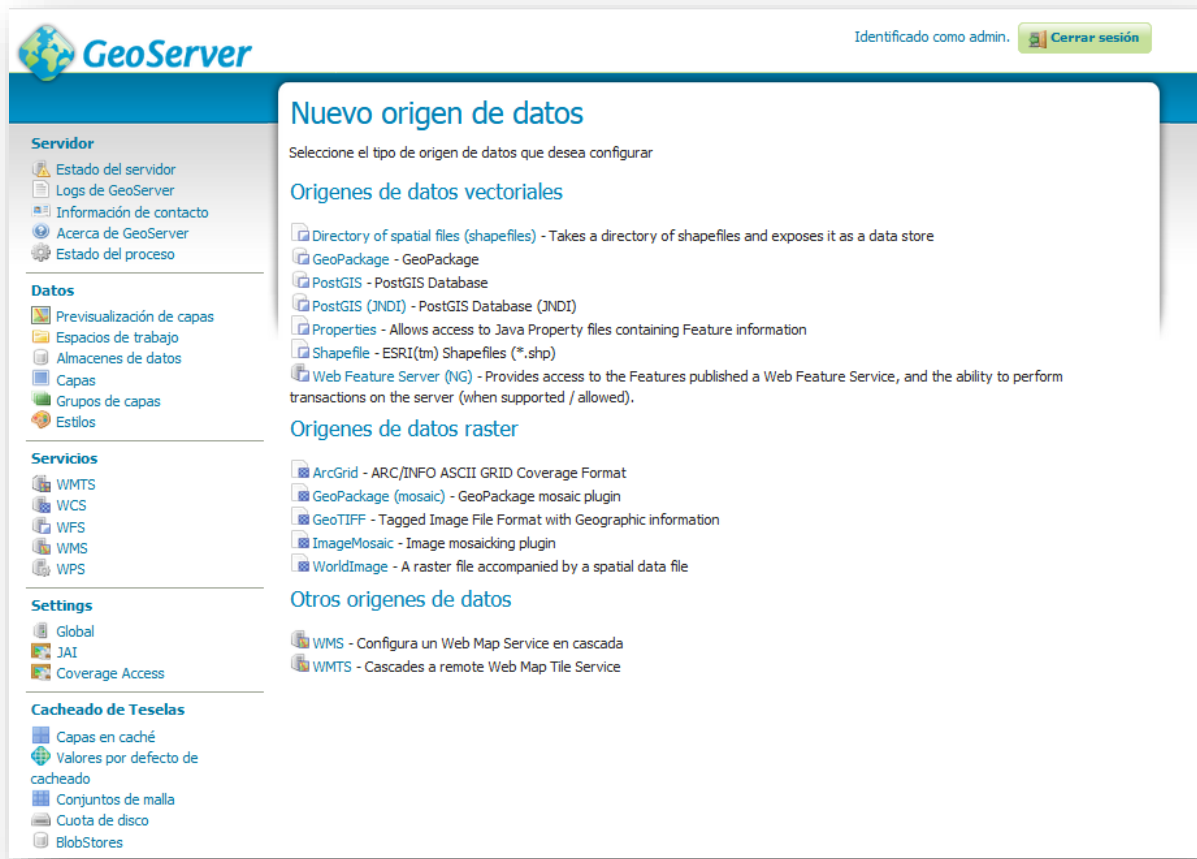 GeoServer
Identificado como admin.
Cerrar sesión
Servidor
Estado del servidor
Logs de GeoServer
Información de contacto
Acerca de GeoServer
Estado del proceso
Datos
Previsualización de capas
Espacios de trabajo
Almacenes de datos
Capas
Grupos de capas
Estilos
Servicios
WMTS
WCS
WFS
WMS
WPS
Settings
Global
JAI
Coverage Access
Cacheado de Teselas
Capas en caché
Valores por defecto de
cacheado
Conjuntos de malla
Cuota de disco
BlobStores
Nuevo origen de datos
Seleccione el tipo de origen de datos que desea configurar
Origenes de datos vectoriales
Directory of spatial files (shapefiles) - Takes a directory of shapefiles and exposes it as a data store
GeoPackage - GeoPackage
PostGIS - PostGIS Database
PostGIS (JNDI) - PostGIS Database (JNDI)
Properties - Allows access to Java Property files containing Feature information
Shapefile - ESRI(tm) Shapefiles (*.shp)
Web Feature Server (NG) - Provides access to the Features published a Web Feature Service, and the ability to perform
transactions on the server (when supported / allowed).
Origenes de datos raster
ArcGrid - ARC/INFO ASCII GRID Coverage Format
GeoPackage (mosaic) - GeoPackage mosaic plugin
GeoTIFF - Tagged Image File Format with Geographic information
ImageMosaic - Image mosaicking plugin
WorldImage - A raster file accompanied by a spatial data file
Otros origenes de datos
WMS - Configura un Web Map Service en cascada
WMTS - Cascades a remote Web Map Tile Service